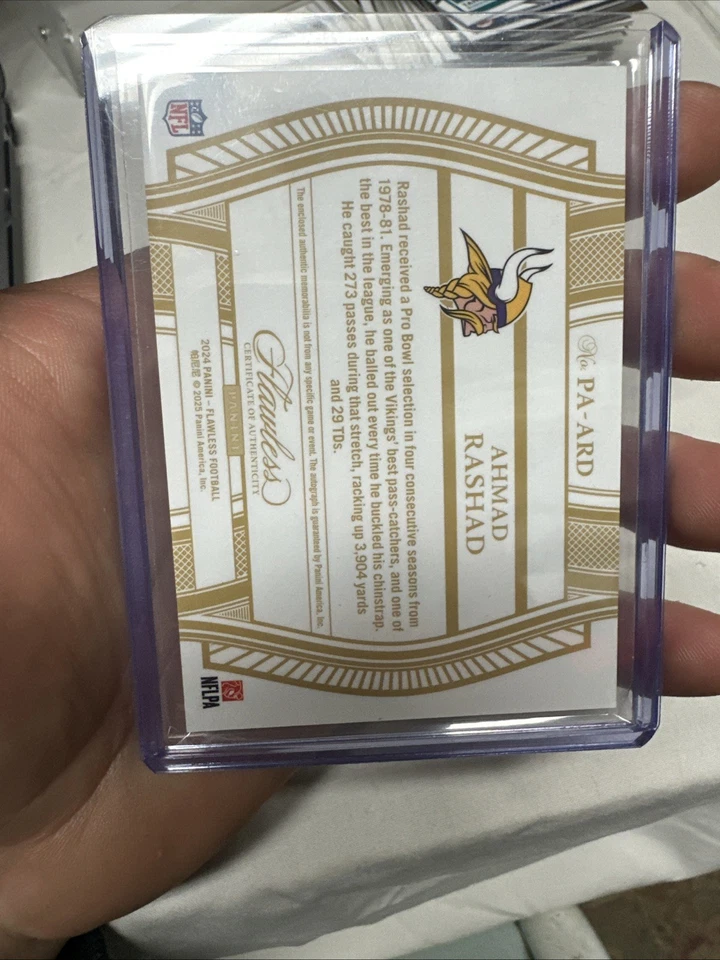 No. PA-ARD
AHMAD
RASHAD
Rashad received a Pro Bowl selection in four consecutive seasons from
1978-81. Emerging as one of the Vikings' best pass-catchers, and one of
the best in the league, he balled out every time he buckled his chinstrap.
He caught 273 passes during that stretch, racking up 3,904 yards
and 29 TDs.
The enclosed authentic memorabilia is not from any specific game or event. The autograph is guaranteed by Panini America, Inc.
Flawless
CERTIFICATE OF AUTHENTICITY
PANINI
2024 PANINI – FLAWLESS FOOTBALL
帕尼尼 © 2025 Panini America, Inc.
NFL
NFLPA